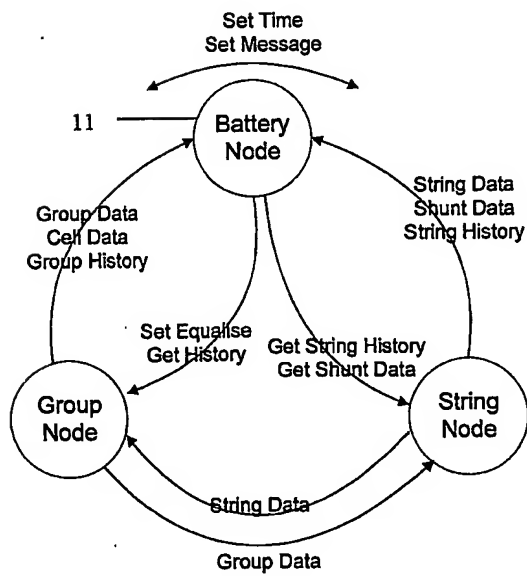 Set Time
Set Message
11
Battery
Node
Group Data
Cell Data
Group History
String Data
Shunt Data
String History
Set Equalise
Get History
Get String History
Get Shunt Data
Group
Node
String
Node
String Data
Group Data